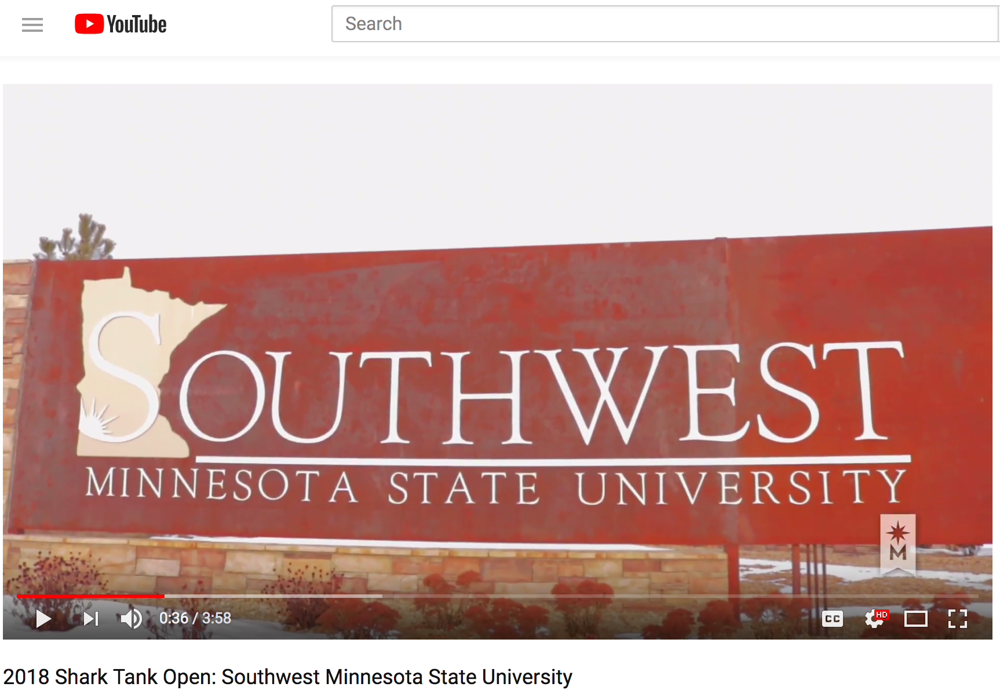 YouTube
Search
SOUTHWEST
MINNESOTA STATE UNIVERSITY
M
0:36 / 3:58
CC
HD
2018 Shark Tank Open: Southwest Minnesota State University